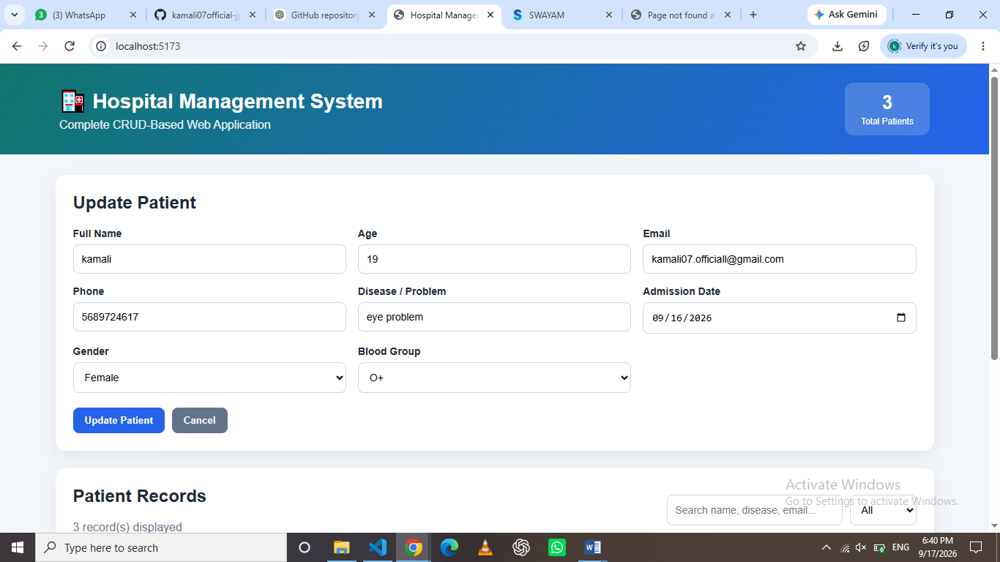 (3) WhatsApp
kamali07official-jp
GitHub repository
Hospital Manage
SWAYAM
Page not found a
Ask Gemini
localhost:5173
Verify it's you
Hospital Management System
Complete CRUD-Based Web Application
3
Total Patients
Update Patient
Full Name Age Email
kamali 19 kamali07.officiall@gmail.com
Phone Disease / Problem Admission Date
5689724617 eye problem 09/16/2026
Gender Blood Group
Female O+
Update Patient Cancel
Patient Records
3 record(s) displayed
Search name, disease, email...
All
Activate Windows
Go to Settings to activate Windows.
Type here to search
ENG
6:40 PM
9/17/2026